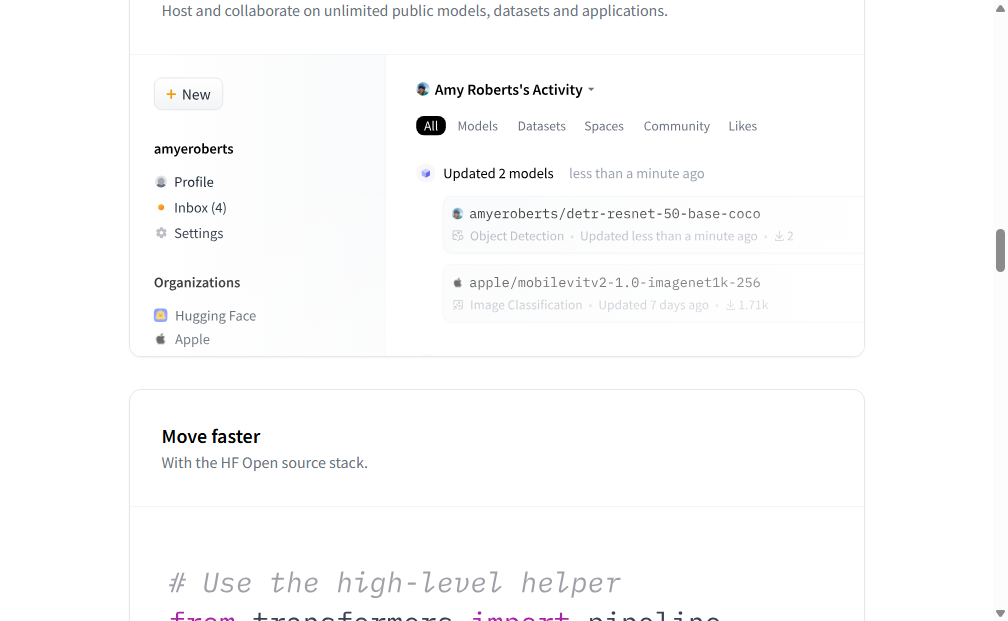 Host and collaborate on unlimited public models, datasets and applications.
+ New
amyeroberts
Profile
Inbox (4)
Settings
Organizations
Hugging Face
Apple
Amy Roberts's Activity
All Models Datasets Spaces Community Likes
Updated 2 models less than a minute ago
amyeroberts/detr-resnet-50-base-coco
Object Detection • Updated less than a minute ago • 2
apple/mobilevitv2-1.0-imagenet1k-256
Image Classification • Updated 7 days ago • 1.71k
Move faster
With the HF Open source stack.
# Use the high-level helper
from transformers import pipeline